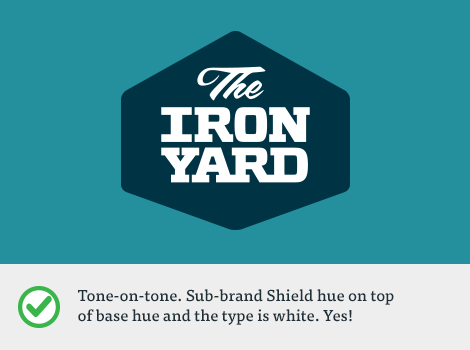 The
IRON
YARD
Tone-on-tone. Sub-brand Shield hue on top
of base hue and the type is white. Yes!